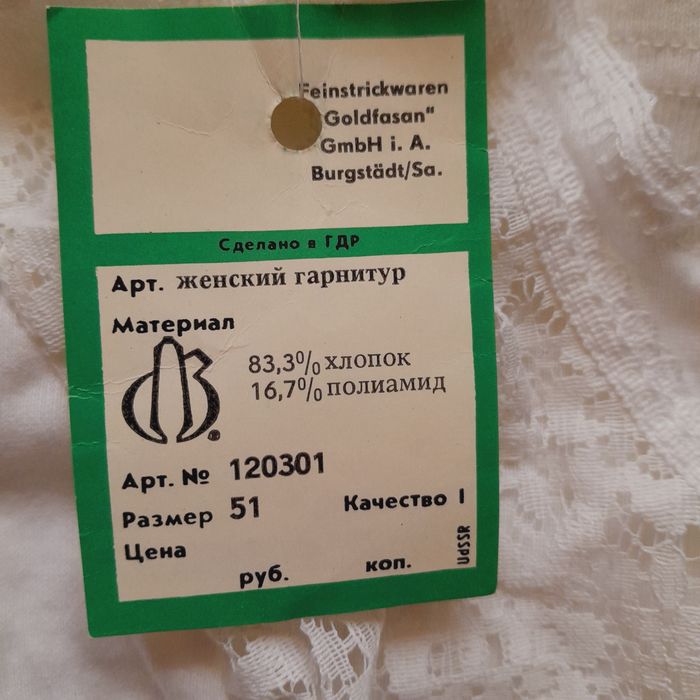 Feinstrickwaren
"Goldfasan"
GmbH i. A.
Burgstädt/Sa.
Сделано в ГДР
Арт. женский гарнитур
Материал
83,3% хлопок
16,7% полиамид
Арт. № 120301
Размер 51
Качество I
Цена
руб. коп.
UdSSR